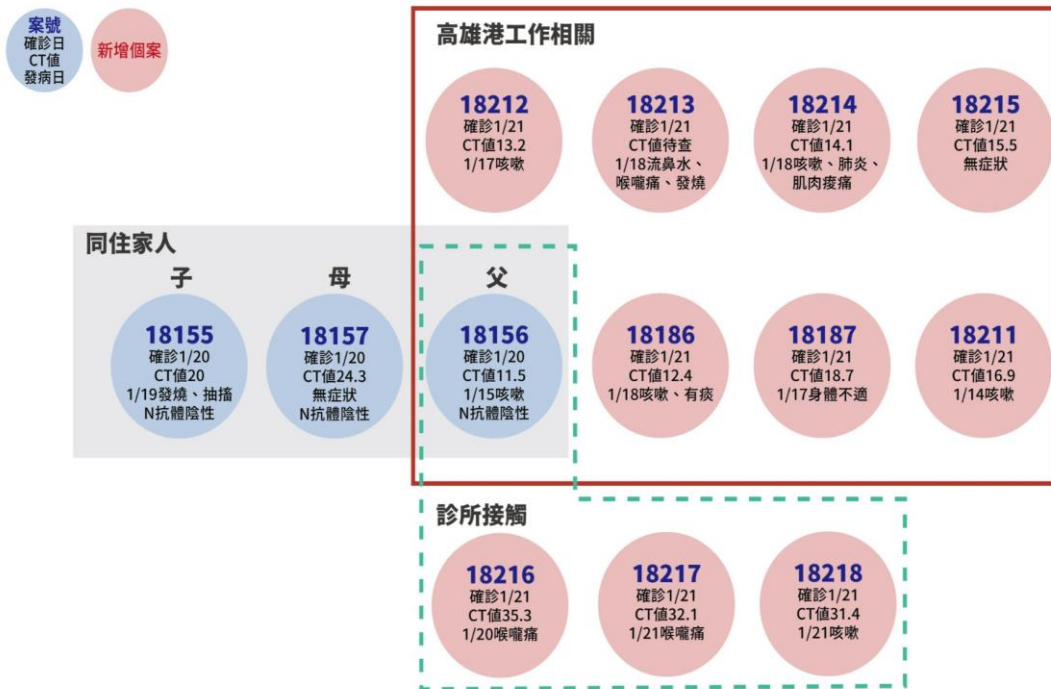 案號
確診日
CT值
發病日
新增個案
高雄港工作相關
18212
確診1/21
CT值13.2
1/17咳嗽
18213
確診1/21
CT值待查
1/18流鼻水、
喉嚨痛、發燒
18214
確診1/21
CT值14.1
1/18咳嗽、肺炎、
肌肉痠痛
18215
確診1/21
CT值15.5
無症狀
同住家人
子
母
父
18155
確診1/20
CT值20
1/19發燒、抽搐
N抗體陰性
18157
確診1/20
CT值24.3
無症狀
N抗體陰性
18156
確診1/20
CT值11.5
1/15咳嗽
N抗體陰性
18186
確診1/21
CT值12.4
1/18咳嗽、有痰
18187
確診1/21
CT值18.7
1/17身體不適
18211
確診1/21
CT值16.9
1/14咳嗽
診所接觸
18216
確診1/21
CT值35.3
1/20喉嚨痛
18217
確診1/21
CT值32.1
1/21喉嚨痛
18218
確診1/21
CT值31.4
1/21咳嗽